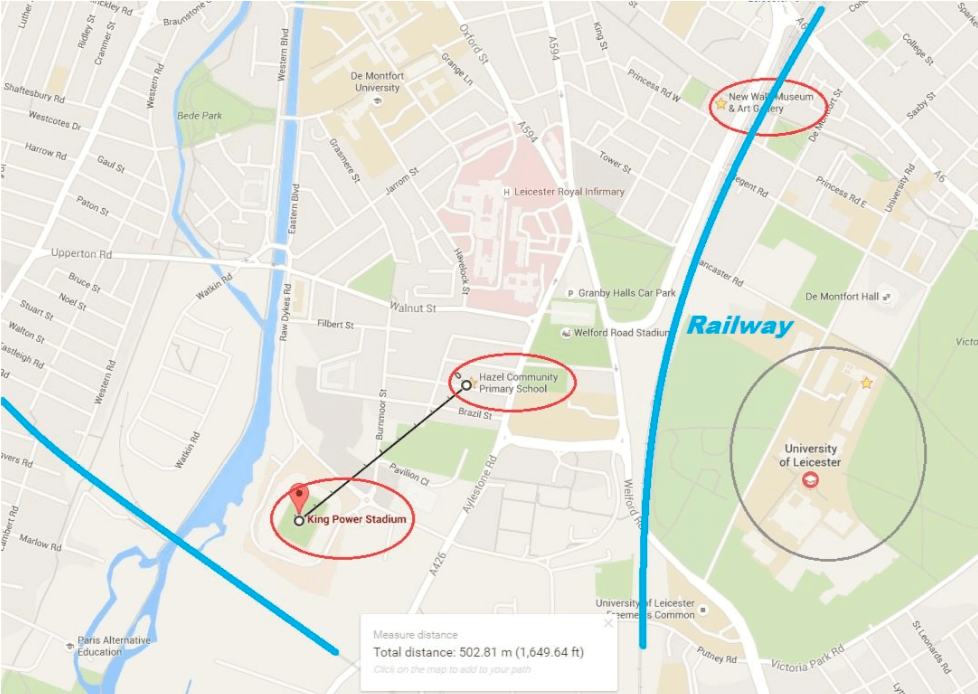 Luther
Ridley St
Cranmer St
Braunstone G
Western Rd
Western Blvd
Shaftesbury Rd
Westcotes Dr
Harrow Rd
Gaul St
Paton St
Bede Park
De Montfort
University
Oxford St
Grange Ln
A594
A594
King St
Princess Rd W
New Walk Museum
& Art Gallery
De Montfort St
A6
College St
Saxby St
A6
Grasmere St
Jarrom St
Eastern Blvd
Leicester Royal Infirmary
Tower St
Regent Rd
Princess Rd E
University Rd
Upperton Rd
Watkin Rd
Bruce St
Noel St
Stuart St
Walton St
Eastleigh Rd
Western Rd
Raw Dykes Rd
Havelock St
Walnut St
Filbert St
P Granby Halls Car Park
Lancaster Rd
De Montfort Hall
Welford Road Stadium
Railway
Victo
0
Hazel Community
Primary School
Brazil St
Burnmoor St
Watkin Rd
Pavilion Cl
Aylestone Rd
Welford Rd
University
of Leicester
King Power Stadium
Marlow Rd
A426
Paris Alternative
Education
University of Leicester
Freemen's Common
Putney Rd
Victoria Park Rd
St Leonards Rd
Measure distance
Total distance: 502.81 m (1,649.64 ft)
Click on the map to add to your path